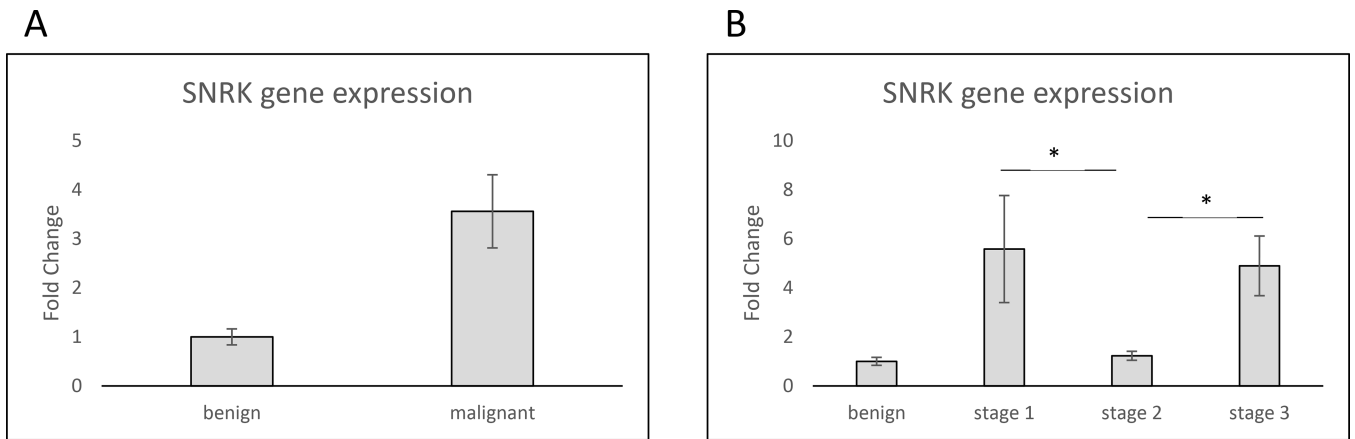 A
SNRK gene expression
Fold Change
5
4
3
2
1
0
benign malignant
B
SNRK gene expression
Fold Change
10
8
6
4
2
0
*
*
benign stage 1 stage 2 stage 3